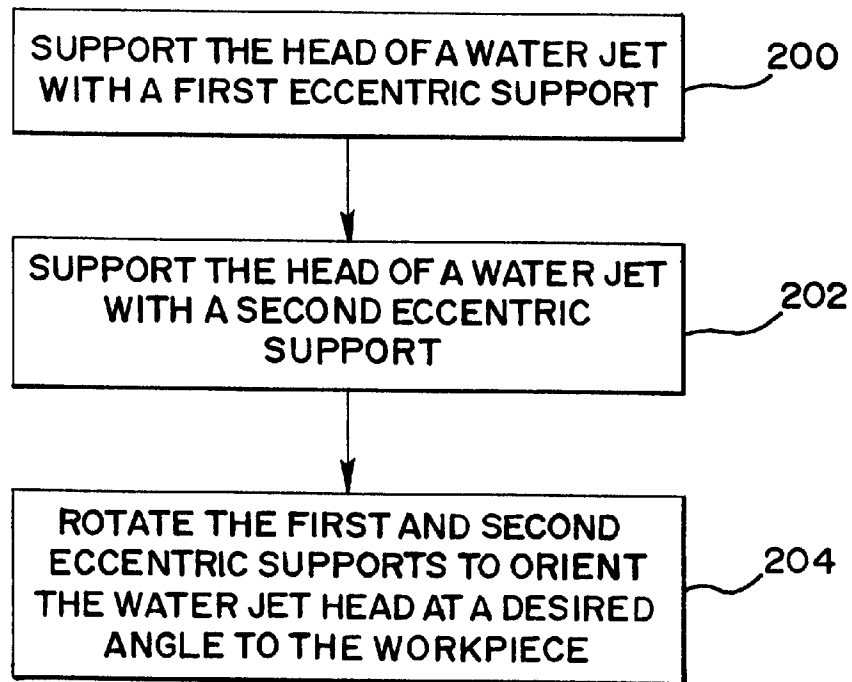 SUPPORT THE HEAD OF A WATER JET
WITH A FIRST ECCENTRIC SUPPORT
200
SUPPORT THE HEAD OF A WATER JET
WITH A SECOND ECCENTRIC
SUPPORT
202
ROTATE THE FIRST AND SECOND
ECCENTRIC SUPPORTS TO ORIENT
THE WATER JET HEAD AT A DESIRED
ANGLE TO THE WORKPIECE
204